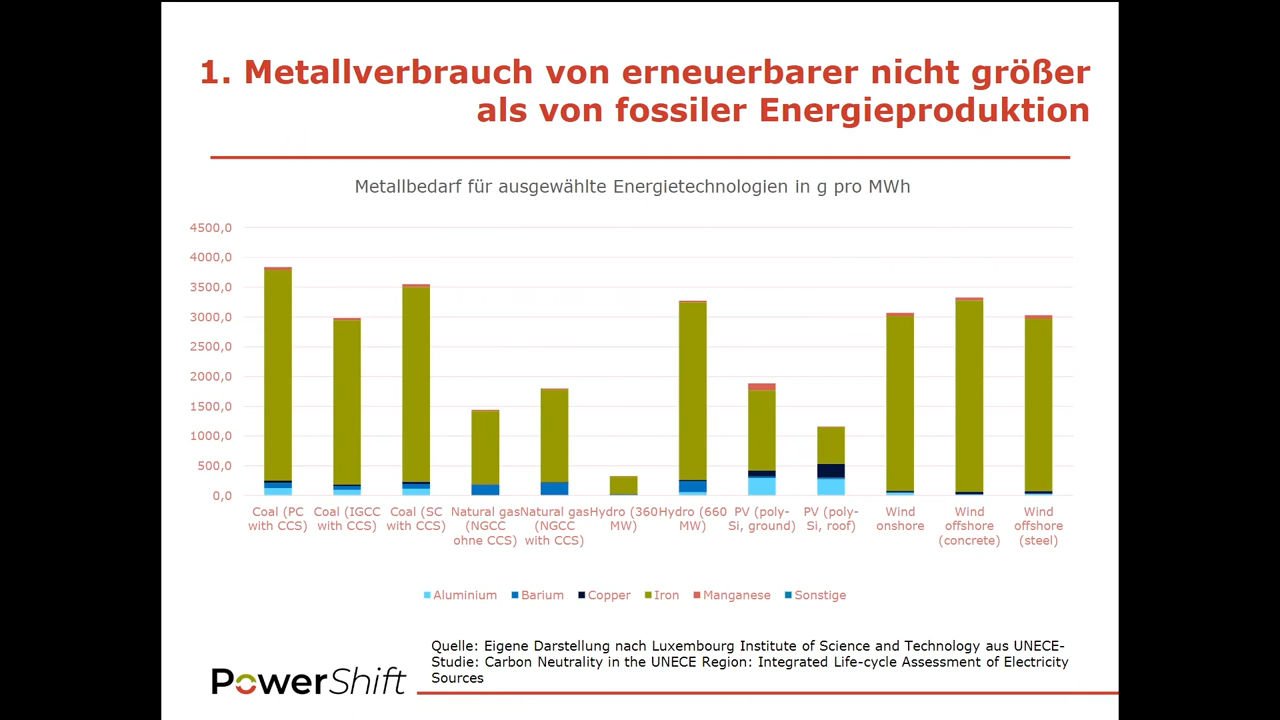 1. Metallverbrauch von erneuerbarer nicht größer
als von fossiler Energieproduktion
Metallbedarf für ausgewählte Energietechnologien in g pro MWh
4500,0
4000,0
3500,0
3000,0
2500,0
2000,0
1500,0
1000,0
500,0
0,0
Coal (PC with CCS)
Coal (IGCC with CCS)
Coal (SC with CCS)
Natural gas (NGCC ohne CCS)
Natural gas (NGCC with CCS)
Hydro (360 MW)
Hydro (660 MW)
PV (poly-Si, ground)
PV (poly-Si, roof)
Wind onshore
Wind offshore (concrete)
Wind offshore (steel)
Aluminium Barium Copper Iron Manganese Sonstige
Quelle: Eigene Darstellung nach Luxembourg Institute of Science and Technology aus UNECE-
Studie: Carbon Neutrality in the UNECE Region: Integrated Life-cycle Assessment of Electricity
Sources
PowerShift